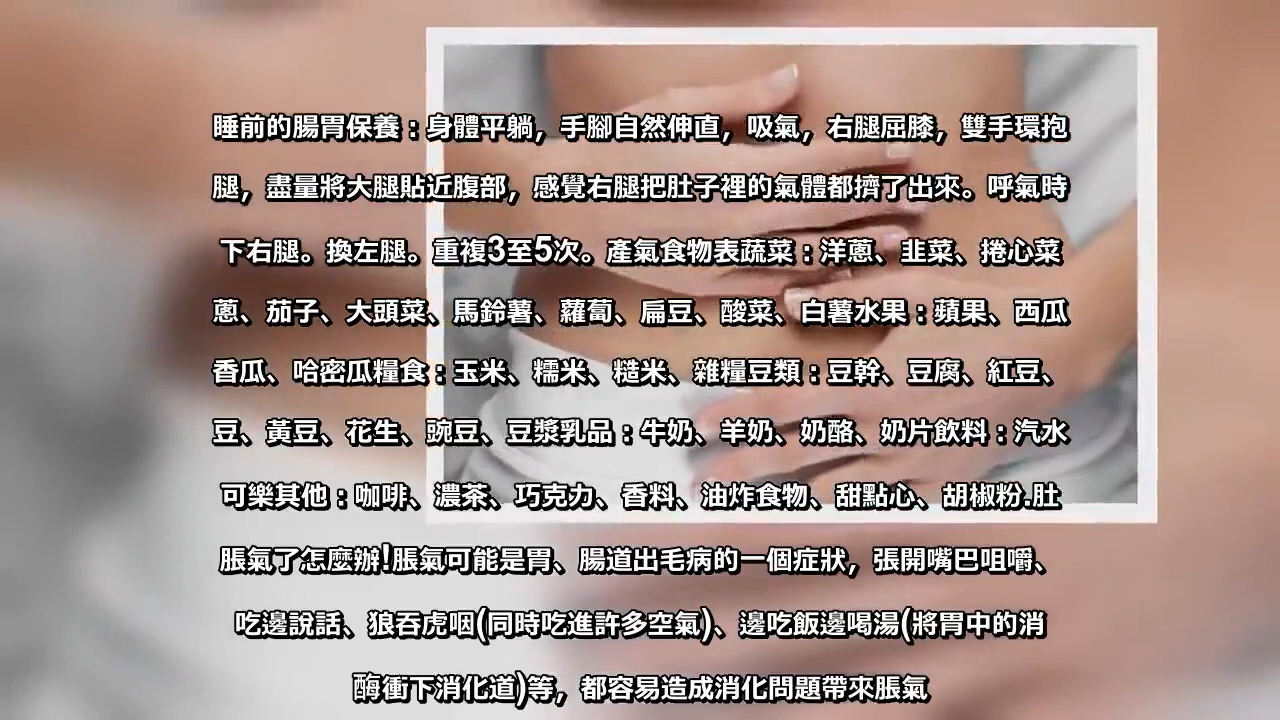 睡前的腸胃保養：身體平躺，手腳自然伸直，吸氣，右腿屈膝，雙手環抱
腿，盡量將大腿貼近腹部，感覺右腿把肚子裡的氣體都擠了出來。呼氣時
下右腿。換左腿。重複3至5次。產氣食物表蔬菜：洋蔥、韭菜、捲心菜
蔥、茄子、大頭菜、馬鈴薯、蘿蔔、扁豆、酸菜、白薯水果：蘋果、西瓜
香瓜、哈密瓜糧食：玉米、糯米、糙米、雜糧豆類：豆幹、豆腐、紅豆、
豆、黃豆、花生、豌豆、豆漿乳品：牛奶、羊奶、奶酪、奶片飲料：汽水
可樂其他：咖啡、濃茶、巧克力、香料、油炸食物、甜點心、胡椒粉.肚
脹氣了怎麼辦!脹氣可能是胃、腸道出毛病的一個症狀，張開嘴巴咀嚼、
吃邊說話、狼吞虎咽(同時吃進許多空氣)、邊吃飯邊喝湯(將胃中的消
酶衝下消化道)等，都容易造成消化問題帶來脹氣